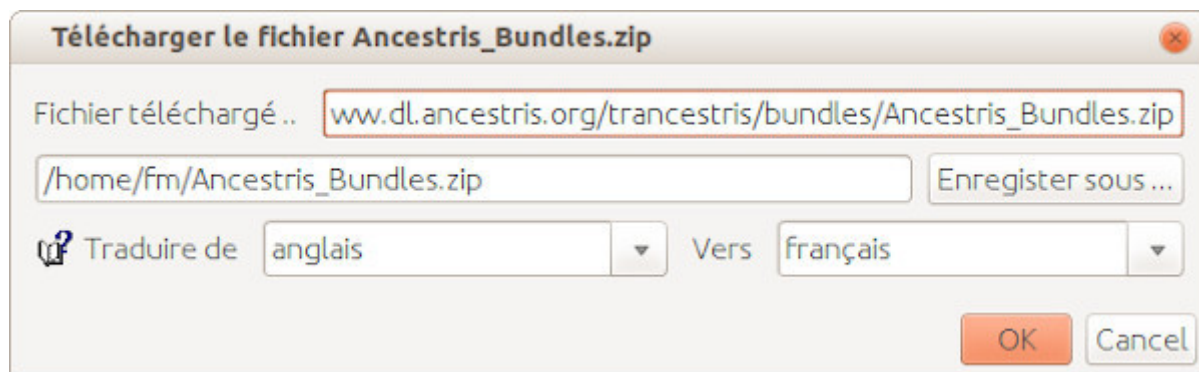 Télécharger le fichier Ancestris_Bundles.zip
Fichier téléchargé .. ww.dl.ancestris.org/trancestris/bundles/Ancestris_Bundles.zip
/home/fm/Ancestris_Bundles.zip Enregister sous ...
Traduire de anglais Vers français
OK Cancel